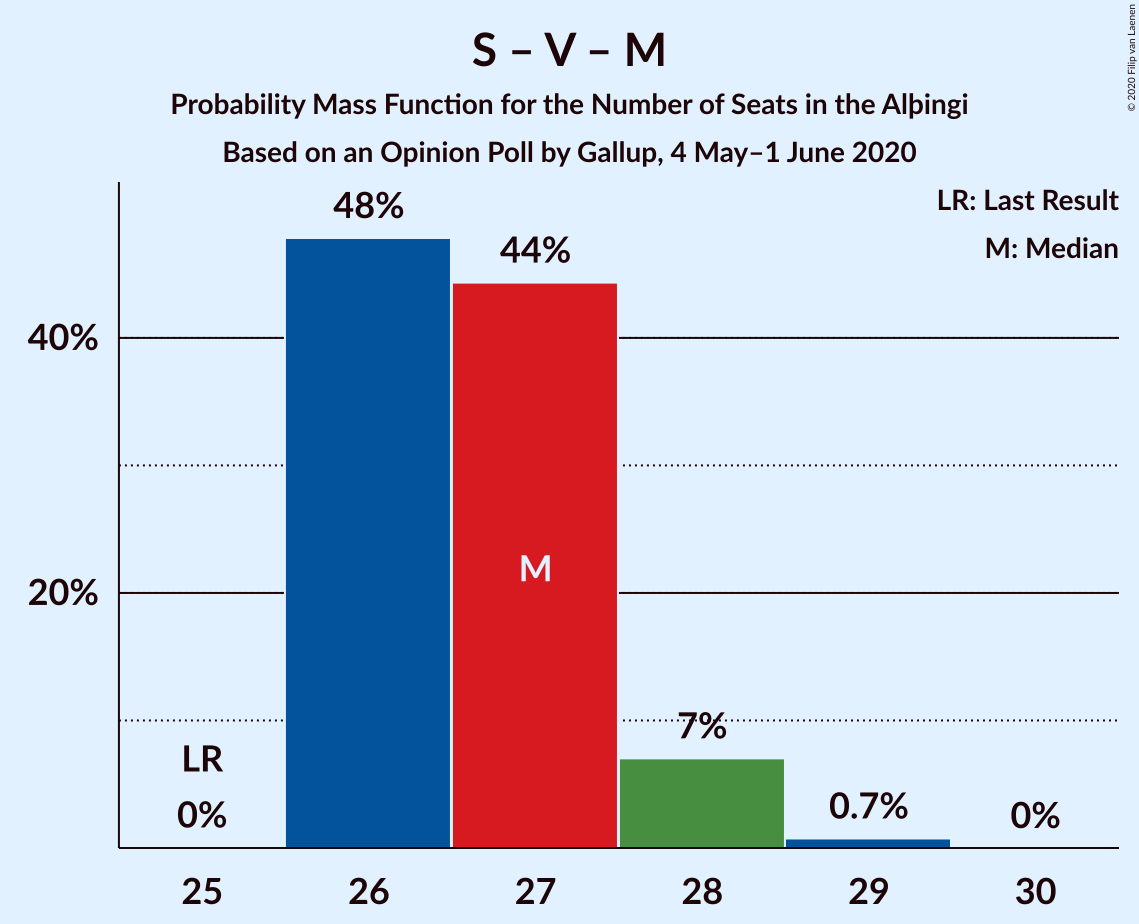 S – V – M
Probability Mass Function for the Number of Seats in the Alþingi
Based on an Opinion Poll by Gallup, 4 May–1 June 2020
© 2020 Filip van Laenen
LR: Last Result
M: Median
48%
44%
40%
M
20%
7%
LR
0%
0.7%
0%
25
26
27
28
29
30